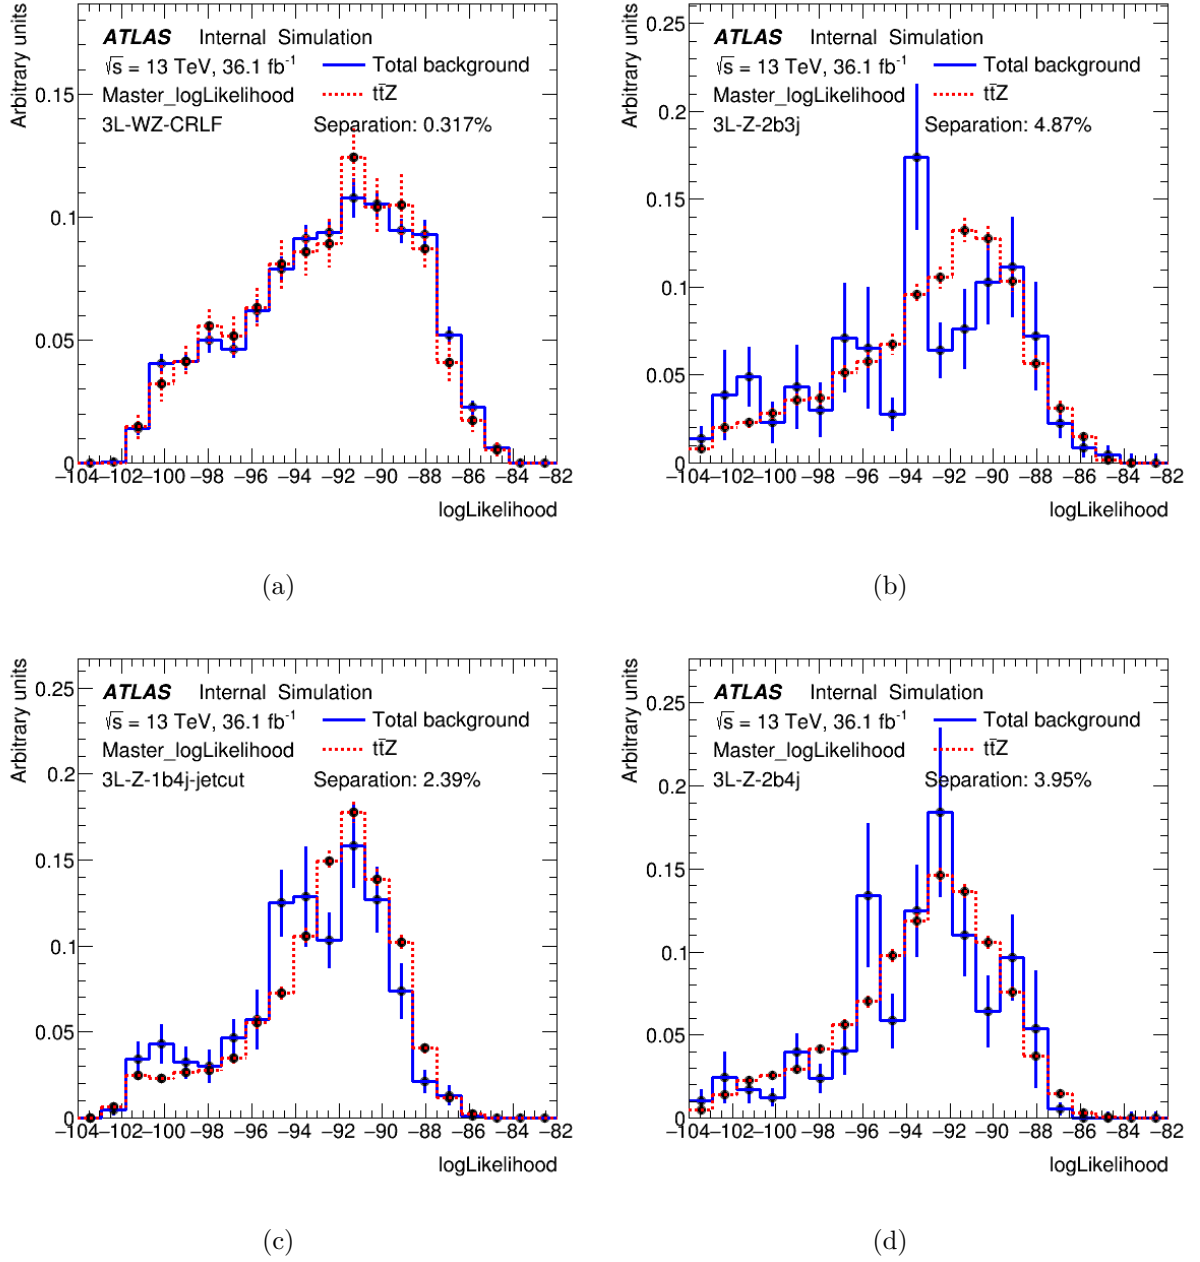 Arbitrary units
ATLAS Internal Simulation
√s = 13 TeV, 36.1 fb⁻¹
Total background
Master_logLikelihood
tt̄Z
3L-WZ-CRLF
Separation: 0.317%
0.15
0.1
0.05
0
−104 −102 −100 −98 −96 −94 −92 −90 −88 −86 −84 −82
logLikelihood
(a)
Arbitrary units
ATLAS Internal Simulation
√s = 13 TeV, 36.1 fb⁻¹
Total background
Master_logLikelihood
tt̄Z
3L-Z-2b3j
Separation: 4.87%
0.25
0.2
0.15
0.1
0.05
0
−104 −102 −100 −98 −96 −94 −92 −90 −88 −86 −84 −82
logLikelihood
(b)
Arbitrary units
ATLAS Internal Simulation
√s = 13 TeV, 36.1 fb⁻¹
Total background
Master_logLikelihood
tt̄Z
3L-Z-1b4j-jetcut
Separation: 2.39%
0.25
0.2
0.15
0.1
0.05
0
−104 −102 −100 −98 −96 −94 −92 −90 −88 −86 −84 −82
logLikelihood
(c)
Arbitrary units
ATLAS Internal Simulation
√s = 13 TeV, 36.1 fb⁻¹
Total background
Master_logLikelihood
tt̄Z
3L-Z-2b4j
Separation: 3.95%
0.25
0.2
0.15
0.1
0.05
0
−104 −102 −100 −98 −96 −94 −92 −90 −88 −86 −84 −82
logLikelihood
(d)